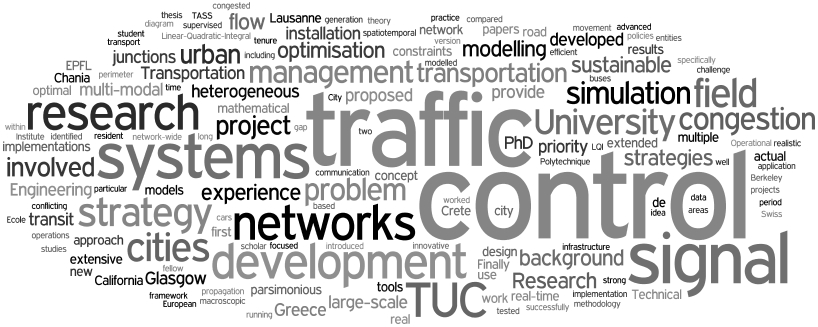 congested
thesis TASS flow Lausanne generation theory practice compared
diagram supervised installation spatiotemporal network papers road movement advanced
student Linear-Quadratic-Integral tenure version developed policies entities
transport junctions urban including optimisation constraints modelling efficient results specifically
EPFL Transportation management modelled transportation sustainable challenge
Chania perimeter time heterogeneous City proposed provide buses simulation field
optimal multi-modal mathematical traffic University congestion
research project gap two PhD priority LQI extended multiple Operational realistic
within Institute identified resident network-wide long
implementations systems communication concept Polytechnique strategies well actual application
involved experience problem control Berkeley
Engineering particular models based worked de data projects
conflicting strategy networks Crete city idea areas period
Ecole transit cars first Swiss
operations approach cities scholar focused introduced innovative design infrastructure signal
studies extensive development Finally background
new California Glasgow fellow use Research strong Technical
framework propagation parsimonious tools TUC work real-time implementation
European macroscopic large-scale tested successfully methodology
running Greece real